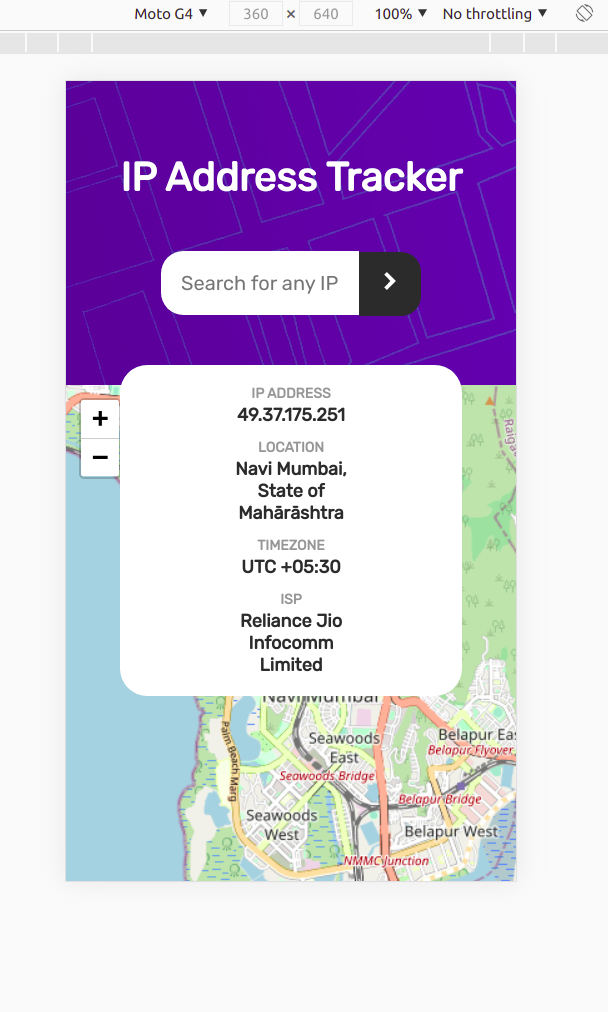 Moto G4 ▼ 360 × 640 100% ▼ No throttling ▼
IP Address Tracker
Search for any IP
IP ADDRESS
49.37.175.251
LOCATION
Navi Mumbai,
State of
Mahārāshtra
TIMEZONE
UTC +05:30
ISP
Reliance Jio
Infocomm
Limited
+
−
Raiga
Navi Mumbai
Seawoods
East
Belapur Eas
Belapur Flyover
Palm Beach Marg
Seawoods Bridge
Belapur Bridge
Seawoods
West
Belapur West
NMMC Junction